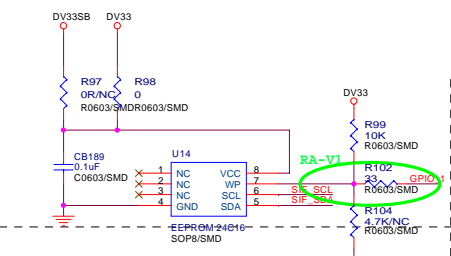 DV33SB
DV33
R97
0R/NC
R0603/SMD
R98
0
R0603/SMD
DV33
R99
10K
R0603/SMD
RA-V1
R102
33
R0603/SMD
GPIO_1
CB189
0.1uF
C0603/SMD
U14
1 NC VCC 8
2 NC WP 7
3 NC SCL 6
4 GND SDA 5
SIF_SCL
SIF_SDA
EEPROM 24C16
SOP8/SMD
R104
4.7K/NC
R0603/SMD